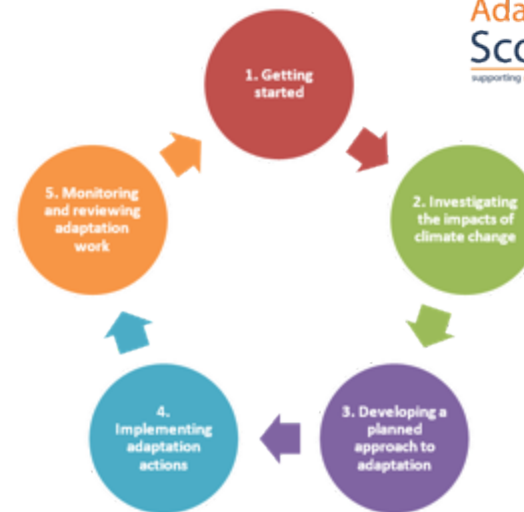 Ada
Sco
supporting
1. Getting
started
2. Investigating
the impacts of
climate change
3. Developing a
planned
approach to
adaptation
4.
Implementing
adaptation
actions
5. Monitoring
and reviewing
adaptation
work